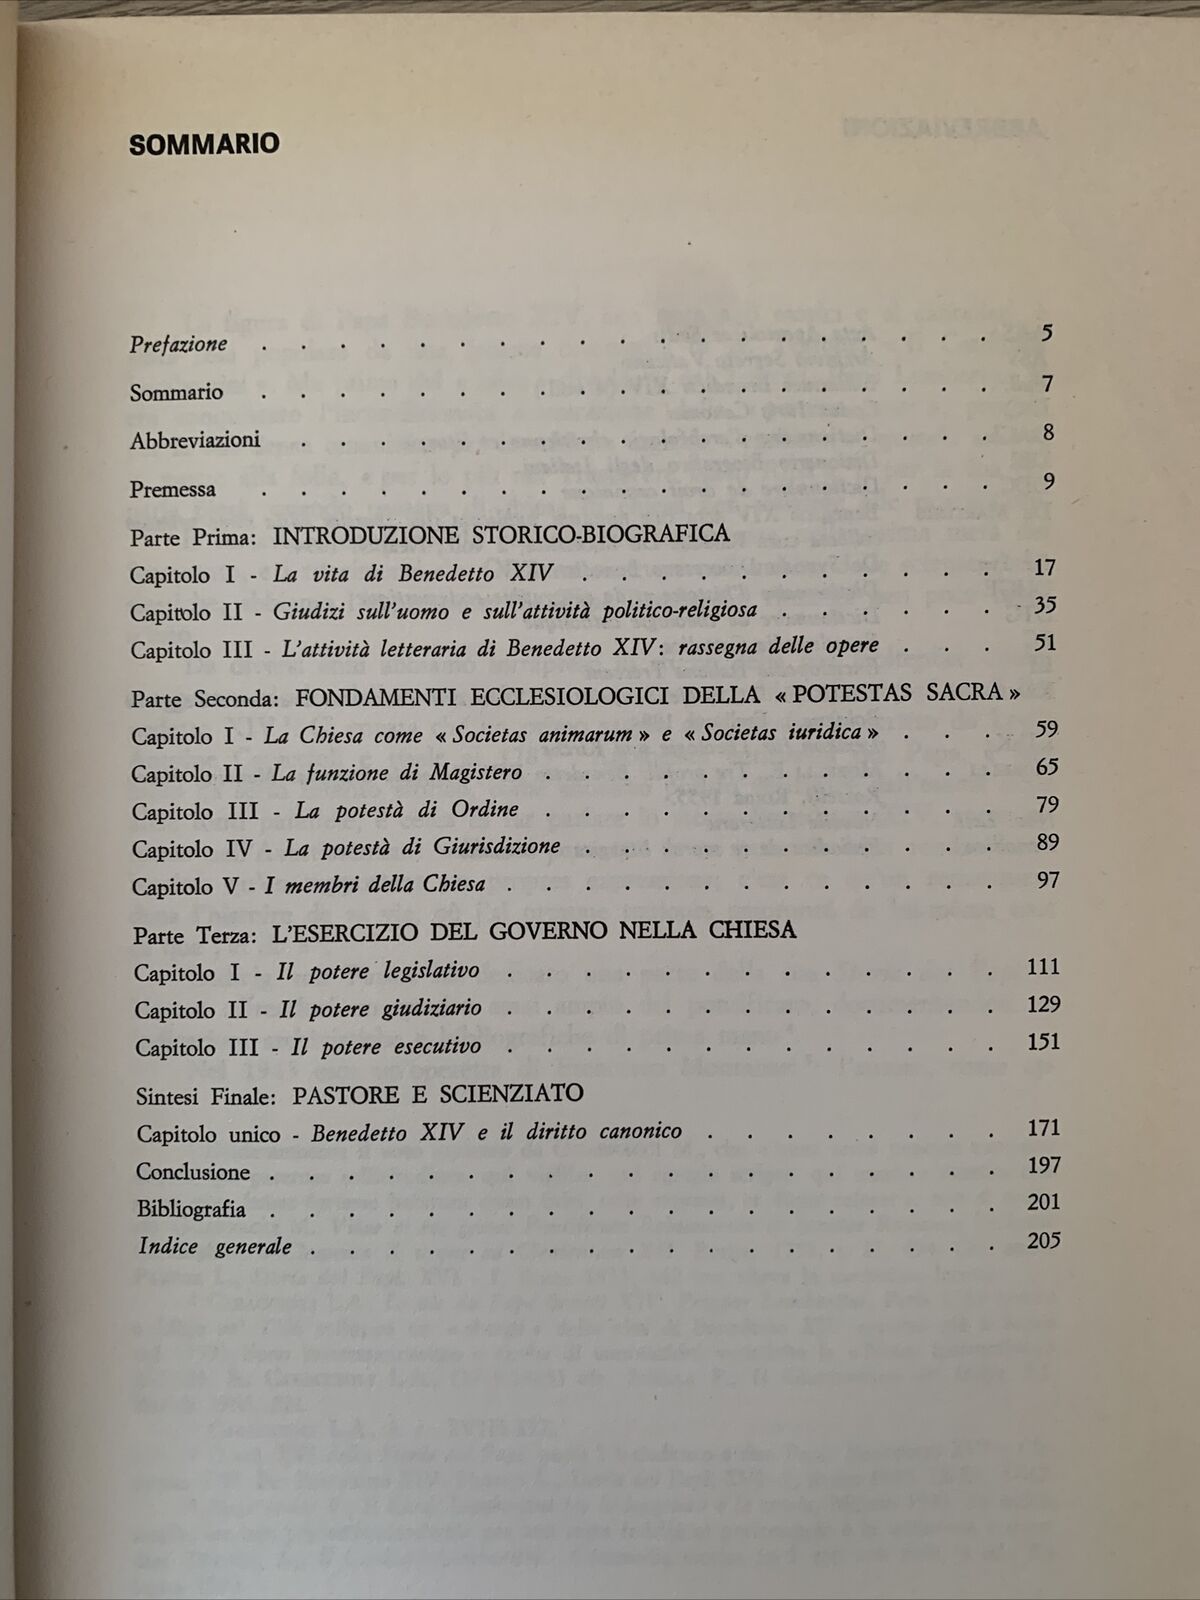 SOMMARIO
Prefazione . . . . . . . . . . . . . . . . . . . 5
Sommario . . . . . . . . . . . . . . . . . . . 7
Abbreviazioni . . . . . . . . . . . . . . . . . . 8
Premessa . . . . . . . . . . . . . . . . . . . 9
Parte Prima: INTRODUZIONE STORICO-BIOGRAFICA
Capitolo I - La vita di Benedetto XIV . . . . . . . . . . . 17
Capitolo II - Giudizi sull'uomo e sull'attività politico-religiosa . . . . . . 35
Capitolo III - L'attività letteraria di Benedetto XIV: rassegna delle opere . . . 51
Parte Seconda: FONDAMENTI ECCLESIOLOGICI DELLA « POTESTAS SACRA »
Capitolo I - La Chiesa come « Societas animarum » e « Societas iuridica » . . . 59
Capitolo II - La funzione di Magistero . . . . . . . . . . . . 65
Capitolo III - La potestà di Ordine . . . . . . . . . . . . 79
Capitolo IV - La potestà di Giurisdizione . . . . . . . . . . . 89
Capitolo V - I membri della Chiesa . . . . . . . . . . . . . 97
Parte Terza: L'ESERCIZIO DEL GOVERNO NELLA CHIESA
Capitolo I - Il potere legislativo . . . . . . . . . . . . . 111
Capitolo II - Il potere giudiziario . . . . . . . . . . . . . 129
Capitolo III - Il potere esecutivo . . . . . . . . . . . . . 151
Sintesi Finale: PASTORE E SCIENZIATO
Capitolo unico - Benedetto XIV e il diritto canonico . . . . . . . . 171
Conclusione . . . . . . . . . . . . . . . . . . . 197
Bibliografia . . . . . . . . . . . . . . . . . . . 201
Indice generale . . . . . . . . . . . . . . . . . . 205